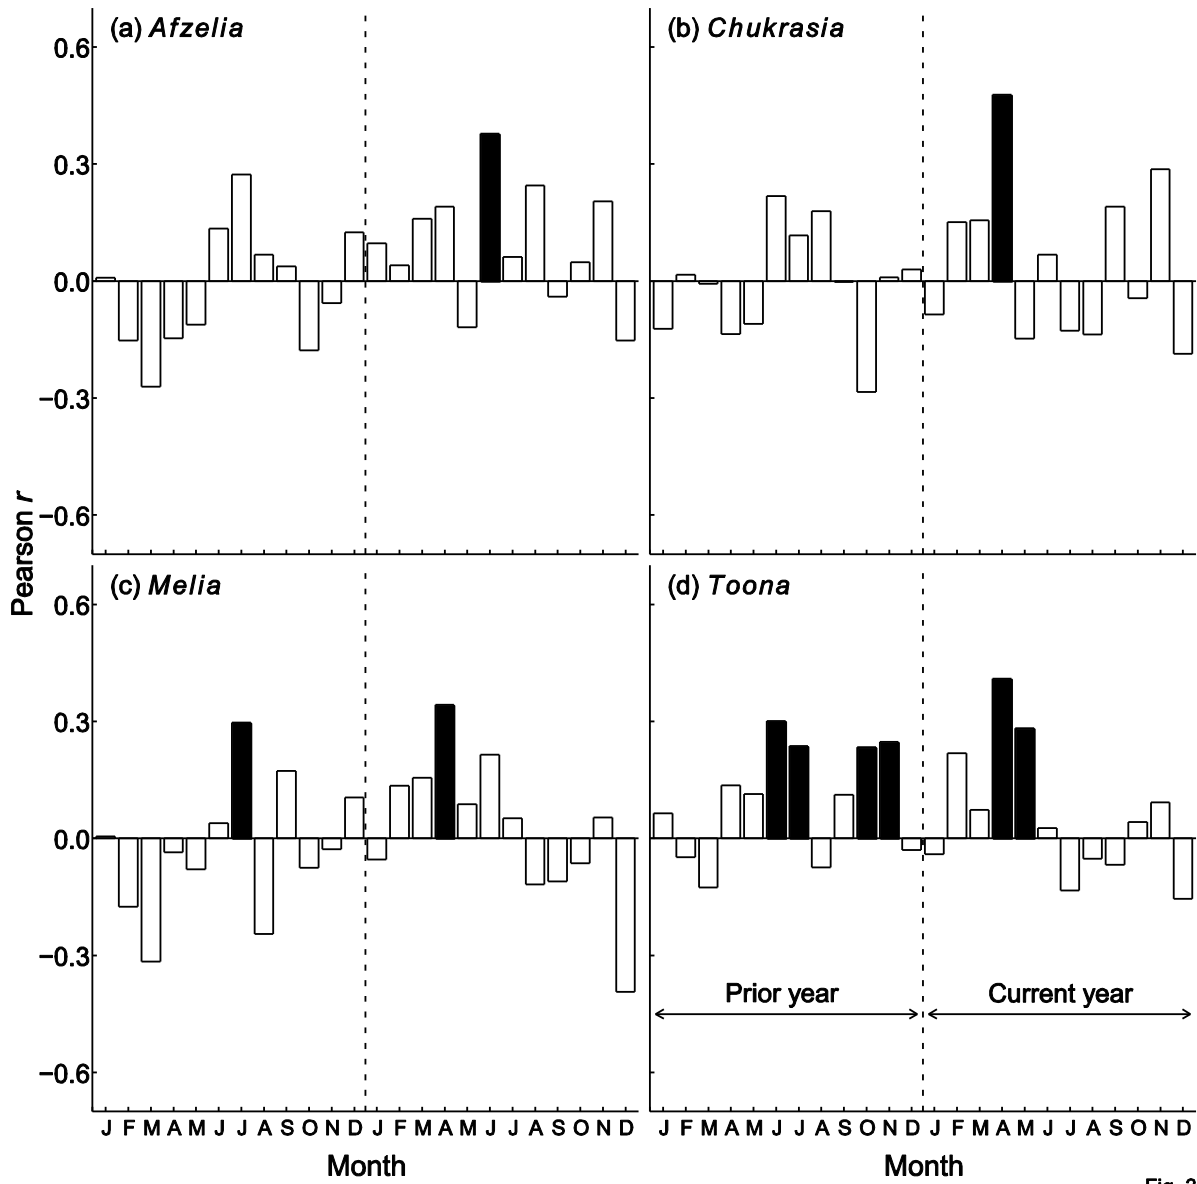 (a) Afzelia
(b) Chukrasia
0.6
0.3
0.0
−0.3
−0.6
Pearson r
(c) Melia
(d) Toona
0.6
0.3
0.0
−0.3
−0.6
Prior year
Current year
J F M A M J J A S O N D J F M A M J J A S O N D
J F M A M J J A S O N D J F M A M J J A S O N D
Month
Month